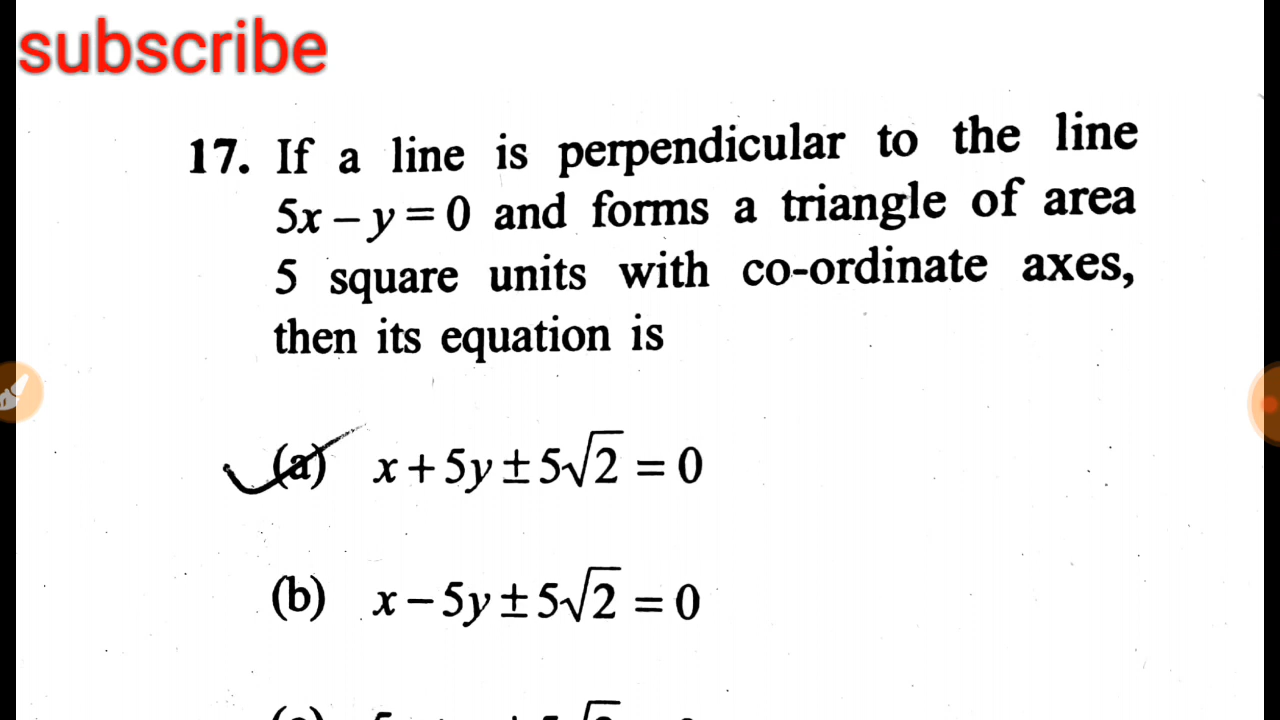 subscribe
17. If a line is perpendicular to the line
5x – y = 0 and forms a triangle of area
5 square units with co-ordinate axes,
then its equation is
(a) x + 5y ± 5√2 = 0
(b) x – 5y ± 5√2 = 0